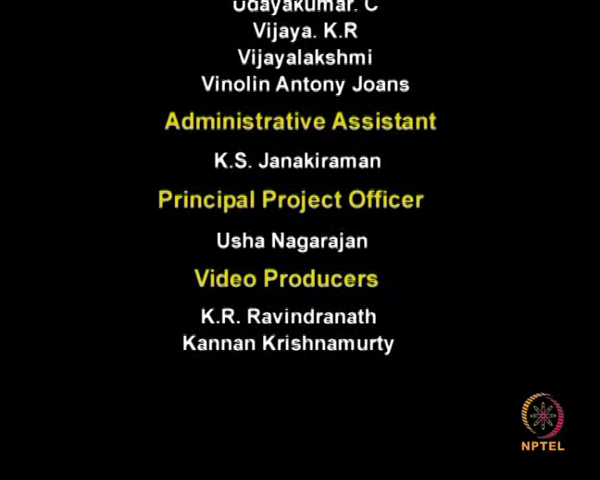 Udayakumar. C
Vijaya. K.R
Vijayalakshmi
Vinolin Antony Joans
Administrative Assistant
K.S. Janakiraman
Principal Project Officer
Usha Nagarajan
Video Producers
K.R. Ravindranath
Kannan Krishnamurty
NPTEL